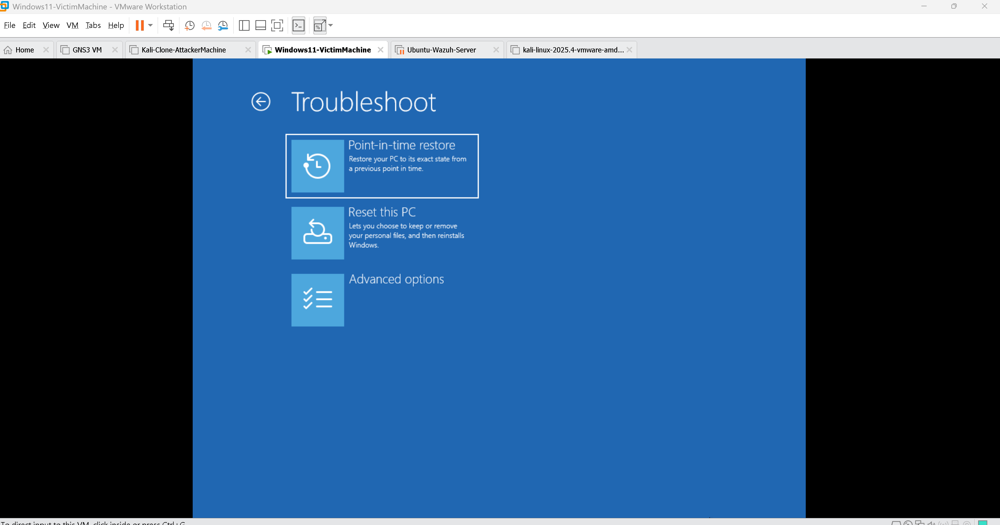 Windows11-VictimMachine - VMware Workstation
File Edit View VM Tabs Help
Home GNS3 VM Kali-Clone-AttackerMachine Windows11-VictimMachine Ubuntu-Wazuh-Server kali-linux-2025.4-vmware-amd...
Troubleshoot
Point-in-time restore
Restore your PC to its exact state from
a previous point in time.
Reset this PC
Lets you choose to keep or remove
your personal files, and then reinstalls
Windows.
Advanced options
To direct input to this VM, click inside or press Ctrl+G.